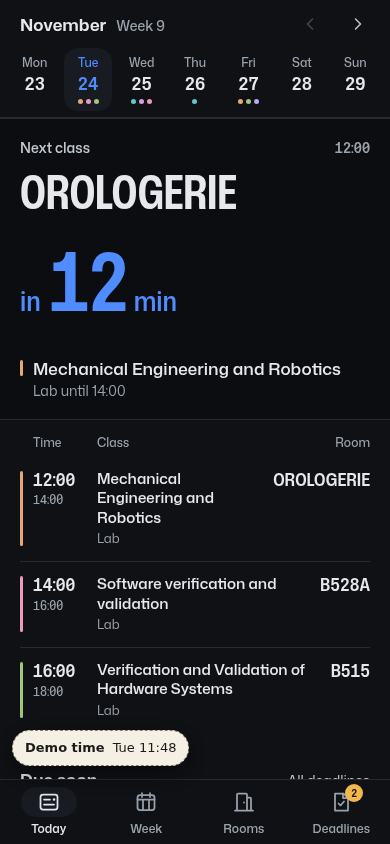 November Week 9
Mon Tue Wed Thu Fri Sat Sun
23 24 25 26 27 28 29
Next class 12:00
OROLOGERIE
in 12 min
Mechanical Engineering and Robotics
Lab until 14:00
Time Class Room
12:00 Mechanical OROLOGERIE
14:00 Engineering and
Robotics
Lab
14:00 Software verification and B528A
16:00 validation
Lab
16:00 Verification and Validation of B515
18:00 Hardware Systems
Lab
Demo time Tue 11:48
Due soon All deadlines
2
Today Week Rooms Deadlines